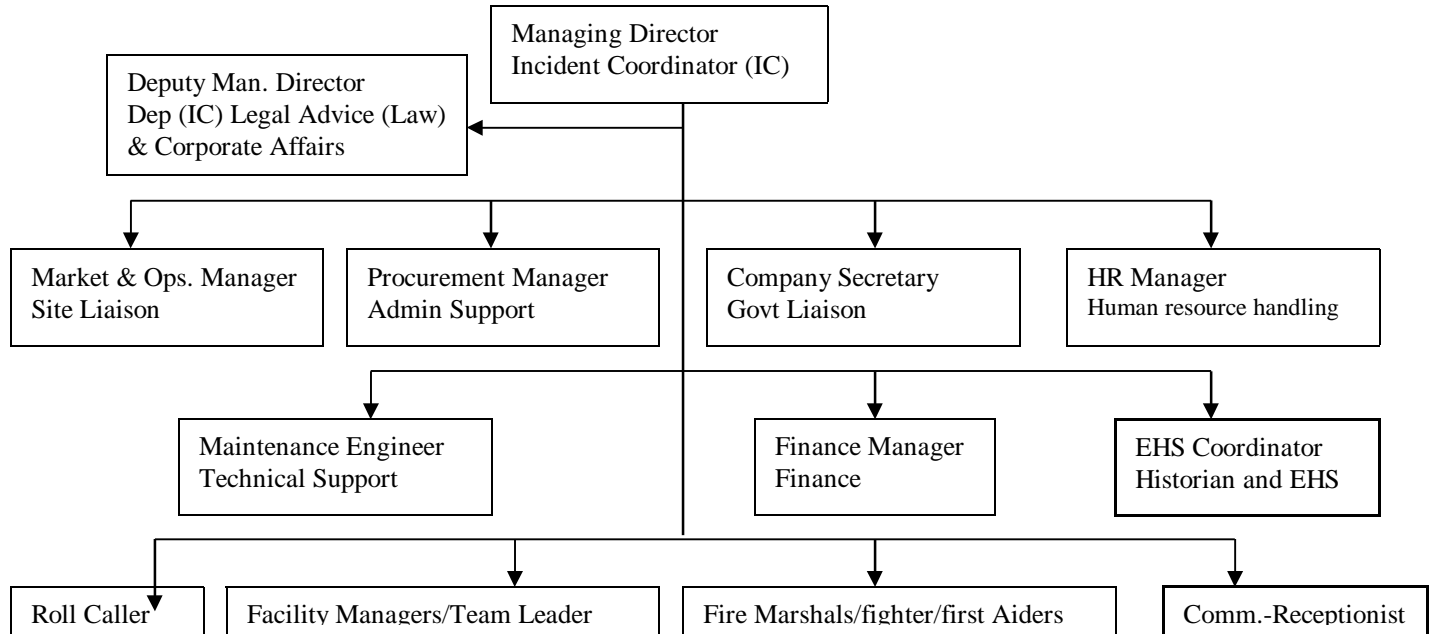 Managing Director
Incident Coordinator (IC)
Deputy Man. Director
Dep (IC) Legal Advice (Law)
& Corporate Affairs
Market & Ops. Manager
Site Liaison
Procurement Manager
Admin Support
Company Secretary
Govt Liaison
HR Manager
Human resource handling
Maintenance Engineer
Technical Support
Finance Manager
Finance
EHS Coordinator
Historian and EHS
Roll Caller
Facility Managers/Team Leader
Fire Marshals/fighter/first Aiders
Comm.-Receptionist